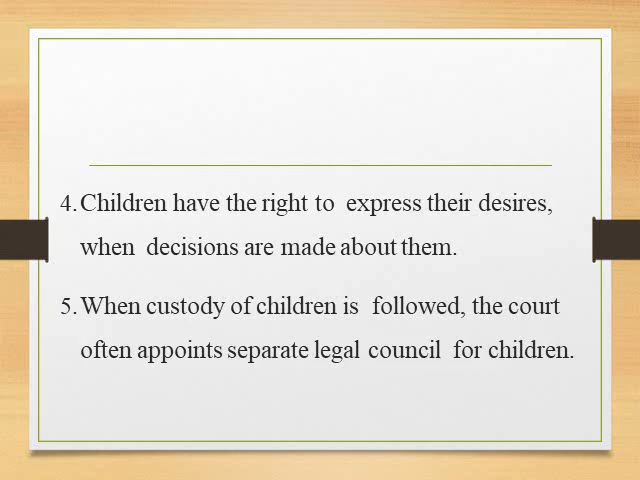 4. Children have the right to express their desires,
when decisions are made about them.
5. When custody of children is followed, the court
often appoints separate legal council for children.